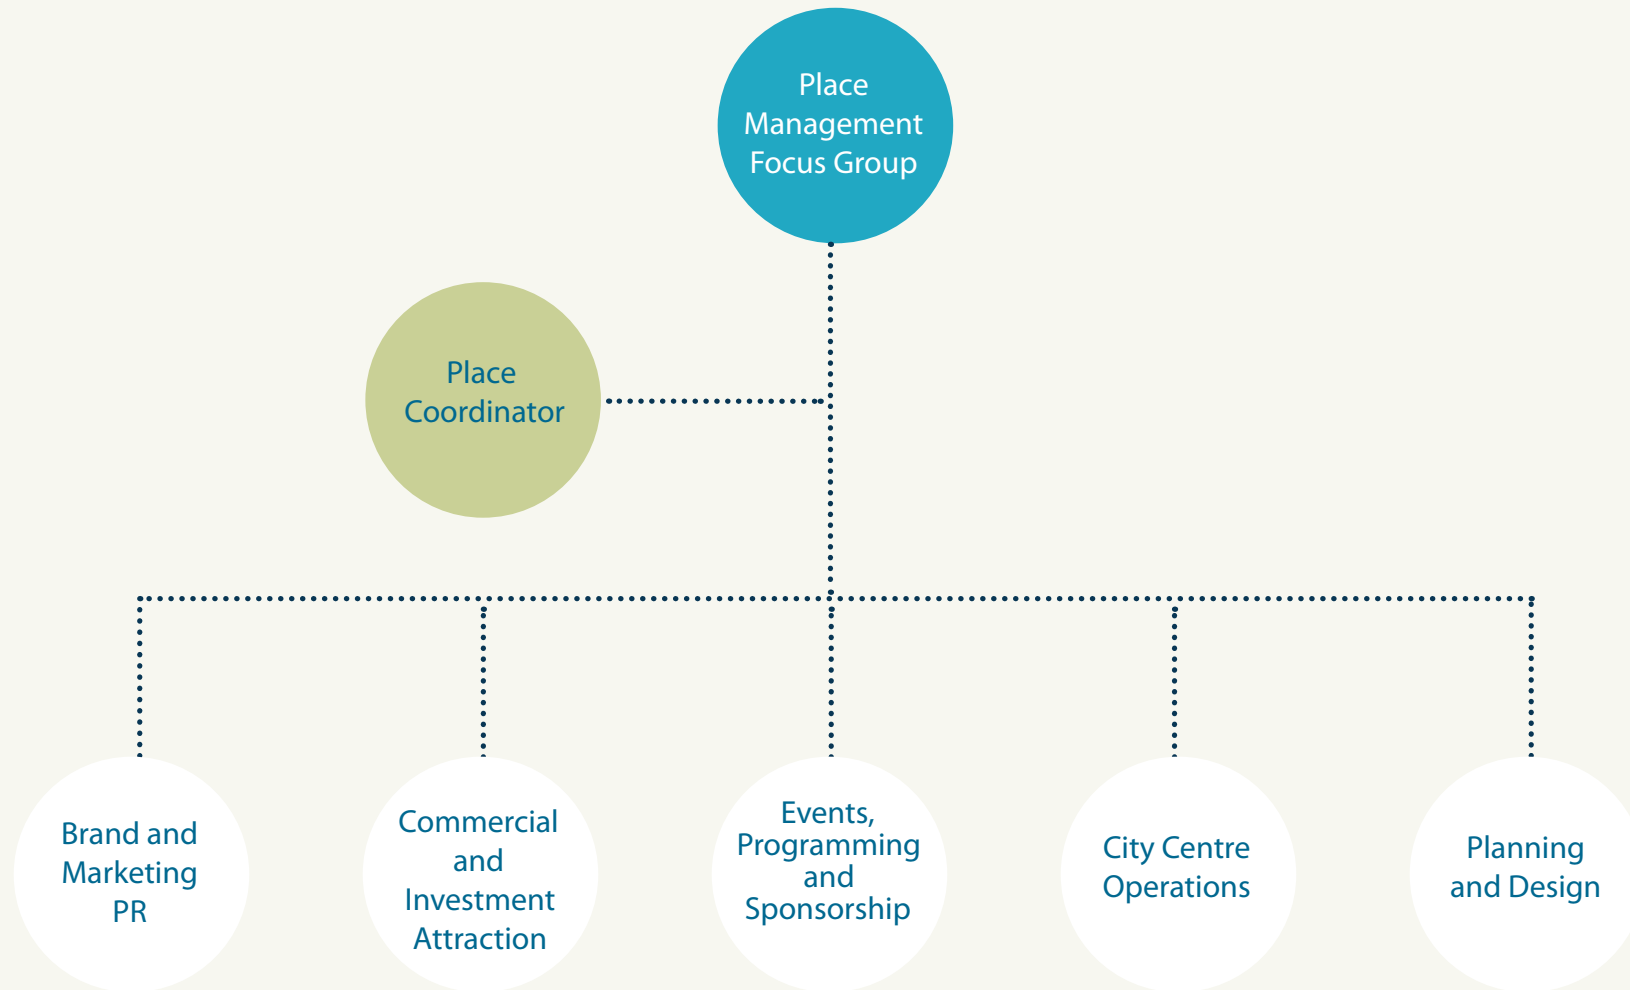 Place
Management
Focus Group
Place
Coordinator
Brand and
Marketing
PR
Commercial
and
Investment
Attraction
Events,
Programming
and
Sponsorship
City Centre
Operations
Planning
and Design